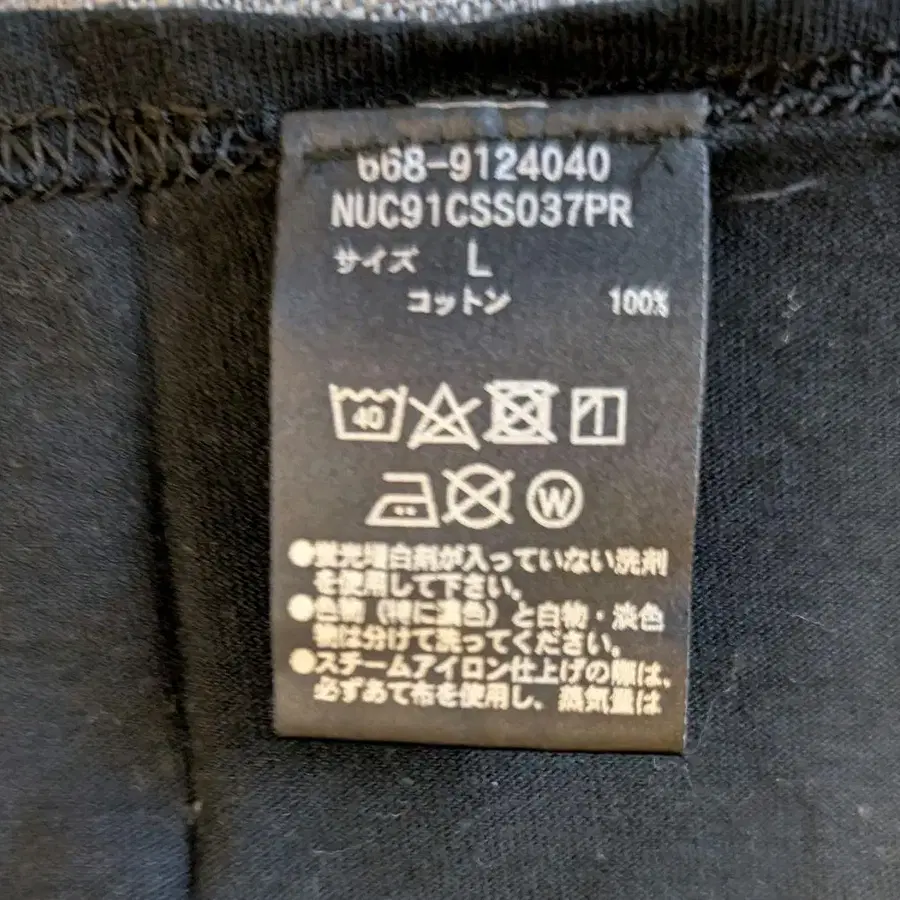 668-9124040
NUC91CSS037PR
サイズ L
コットン 100%
40
W
●蛍光増白剤が入っていない洗剤
を使用して下さい。
●色物（特に濃色）と白物・淡色
物は分けて洗ってください。
●スチームアイロン仕上げの際は、
必ずあて布を使用し、蒸気量は